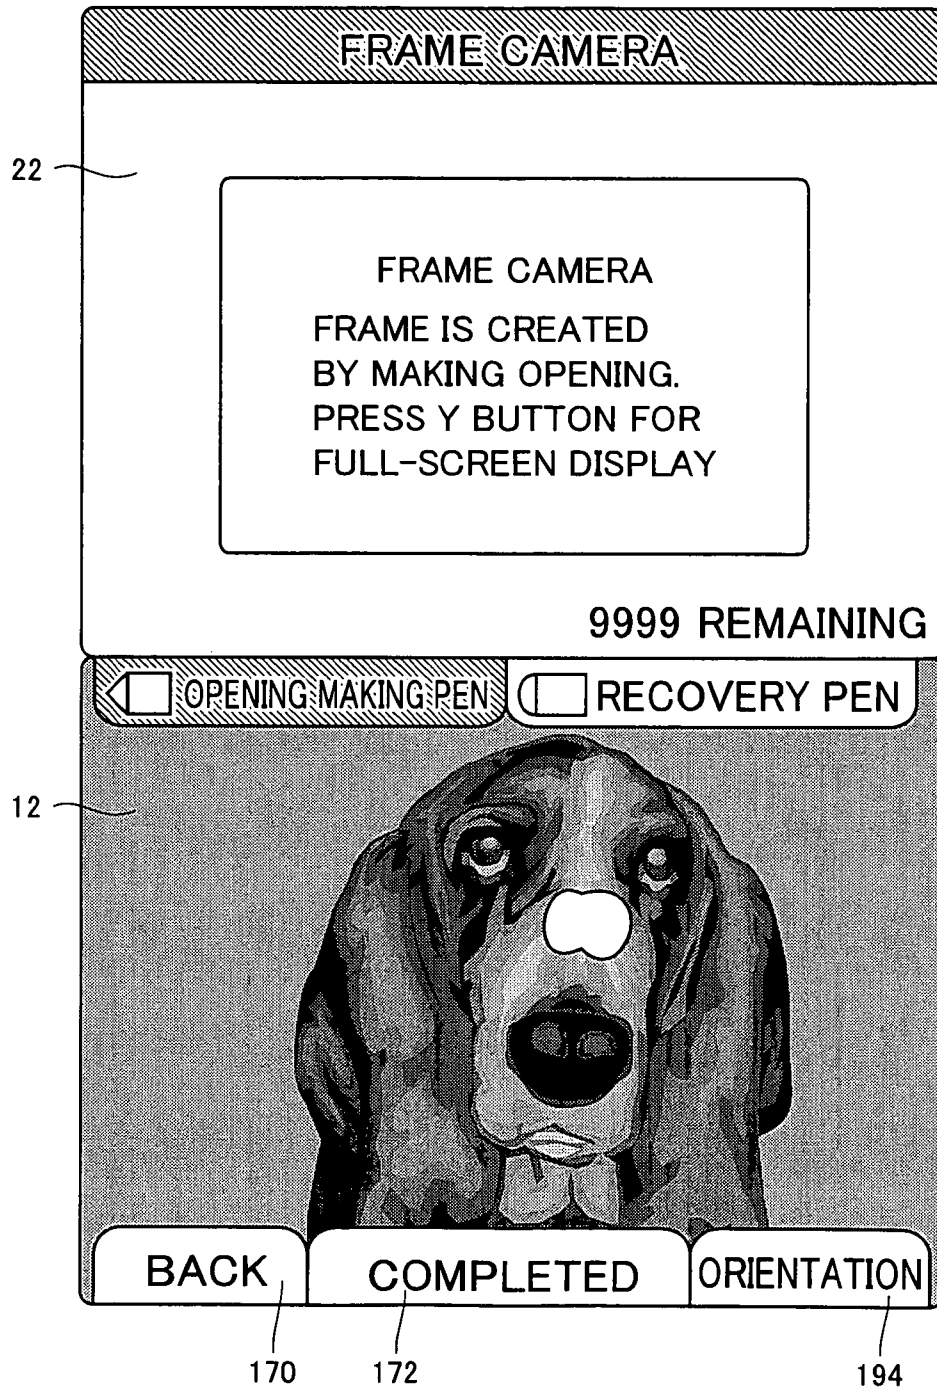 FRAME CAMERA
22
FRAME CAMERA
FRAME IS CREATED
BY MAKING OPENING.
PRESS Y BUTTON FOR
FULL-SCREEN DISPLAY
9999 REMAINING
OPENING MAKING PEN
RECOVERY PEN
12
BACK
COMPLETED
ORIENTATION
170
172
194